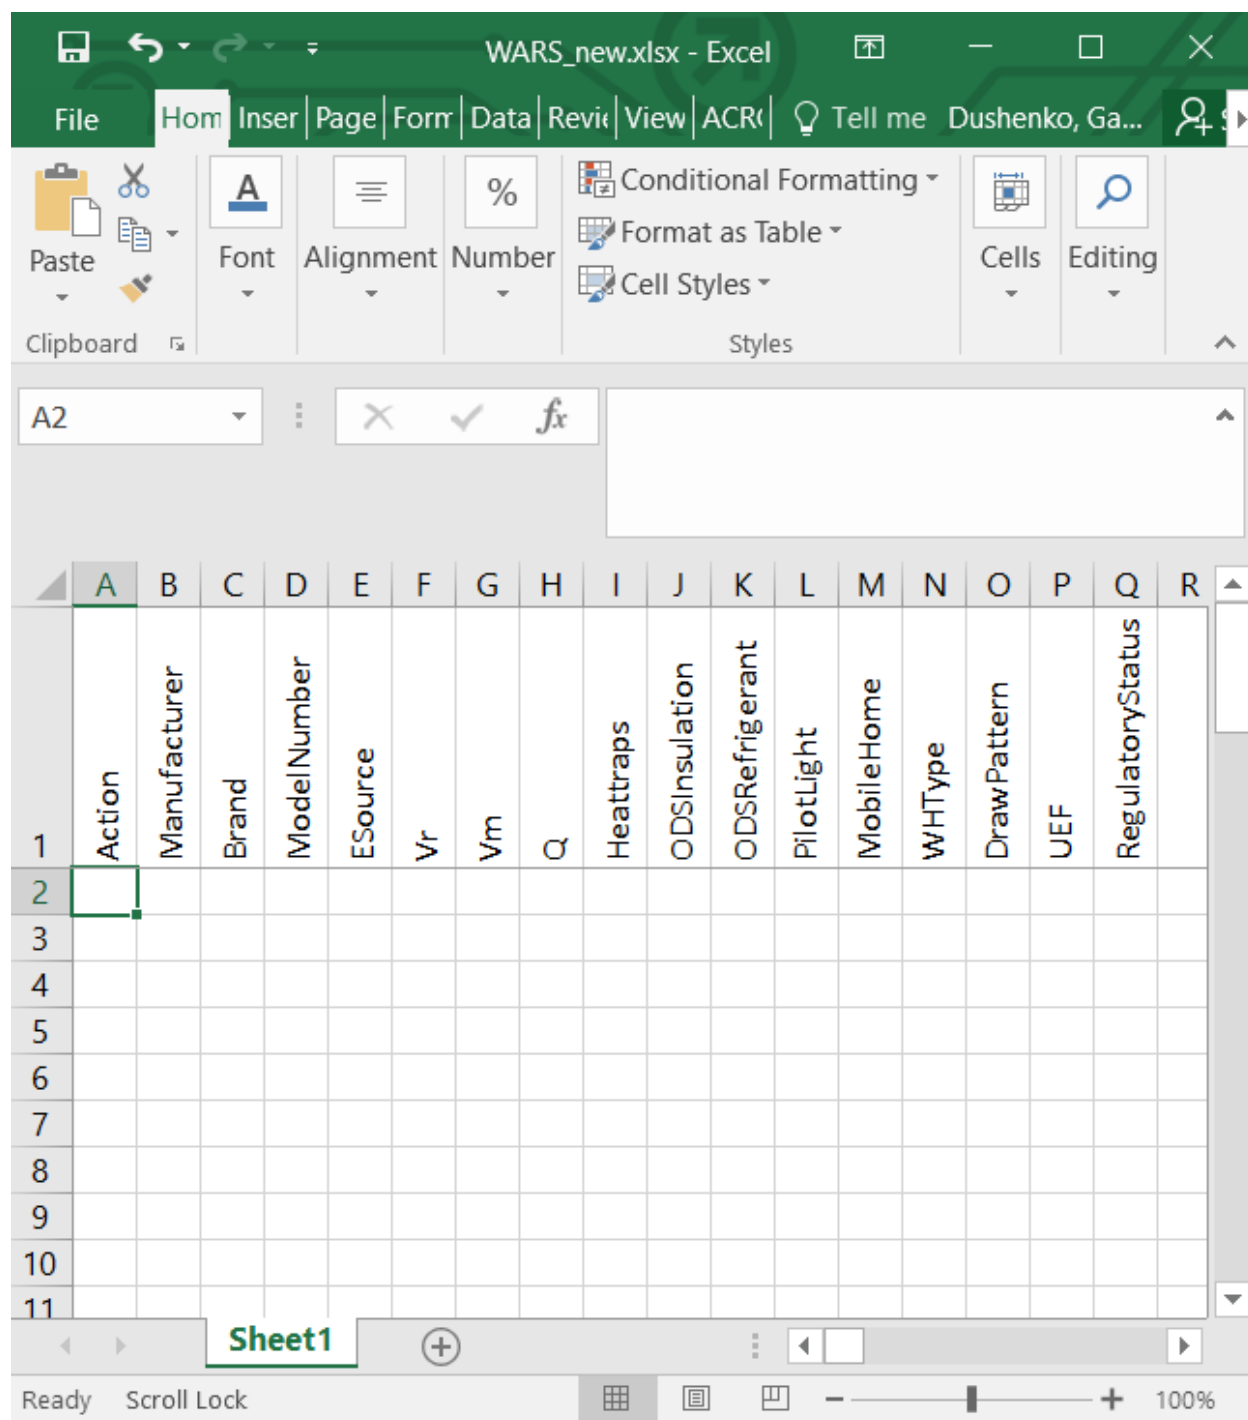 WARS_new.xlsx - Excel
File Hom Inser Page Form Data Revie View ACRO Tell me Dushenko, Ga...
Paste
Clipboard
A
Font
Alignment
%
Number
Conditional Formatting
Format as Table
Cell Styles
Styles
Cells
Editing
A2 fx
A B C D E F G H I J K L M N O P Q R
1 Action Manufacturer Brand ModelNumber ESource Vr Vm Q Heattraps ODSInsulation ODSRefrigerant PilotLight MobileHome WHType DrawPattern UEF RegulatoryStatus
2
3
4
5
6
7
8
9
10
11
Sheet1
Ready Scroll Lock 100%